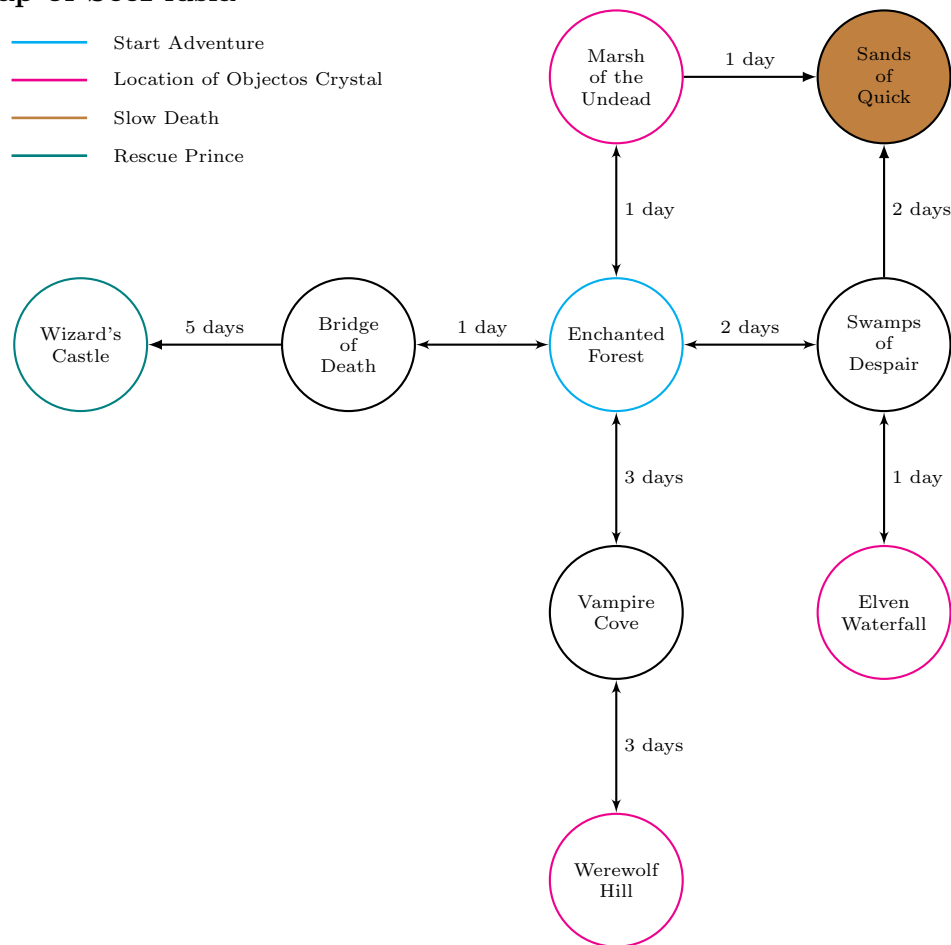 Start Adventure
Location of Objectos Crystal
Slow Death
Rescue Prince
Marsh
of the
Undead
1 day
Sands
of
Quick
1 day
2 days
Wizard's
Castle
5 days
Bridge
of
Death
1 day
Enchanted
Forest
2 days
Swamps
of
Despair
3 days
1 day
Vampire
Cove
Elven
Waterfall
3 days
Werewolf
Hill